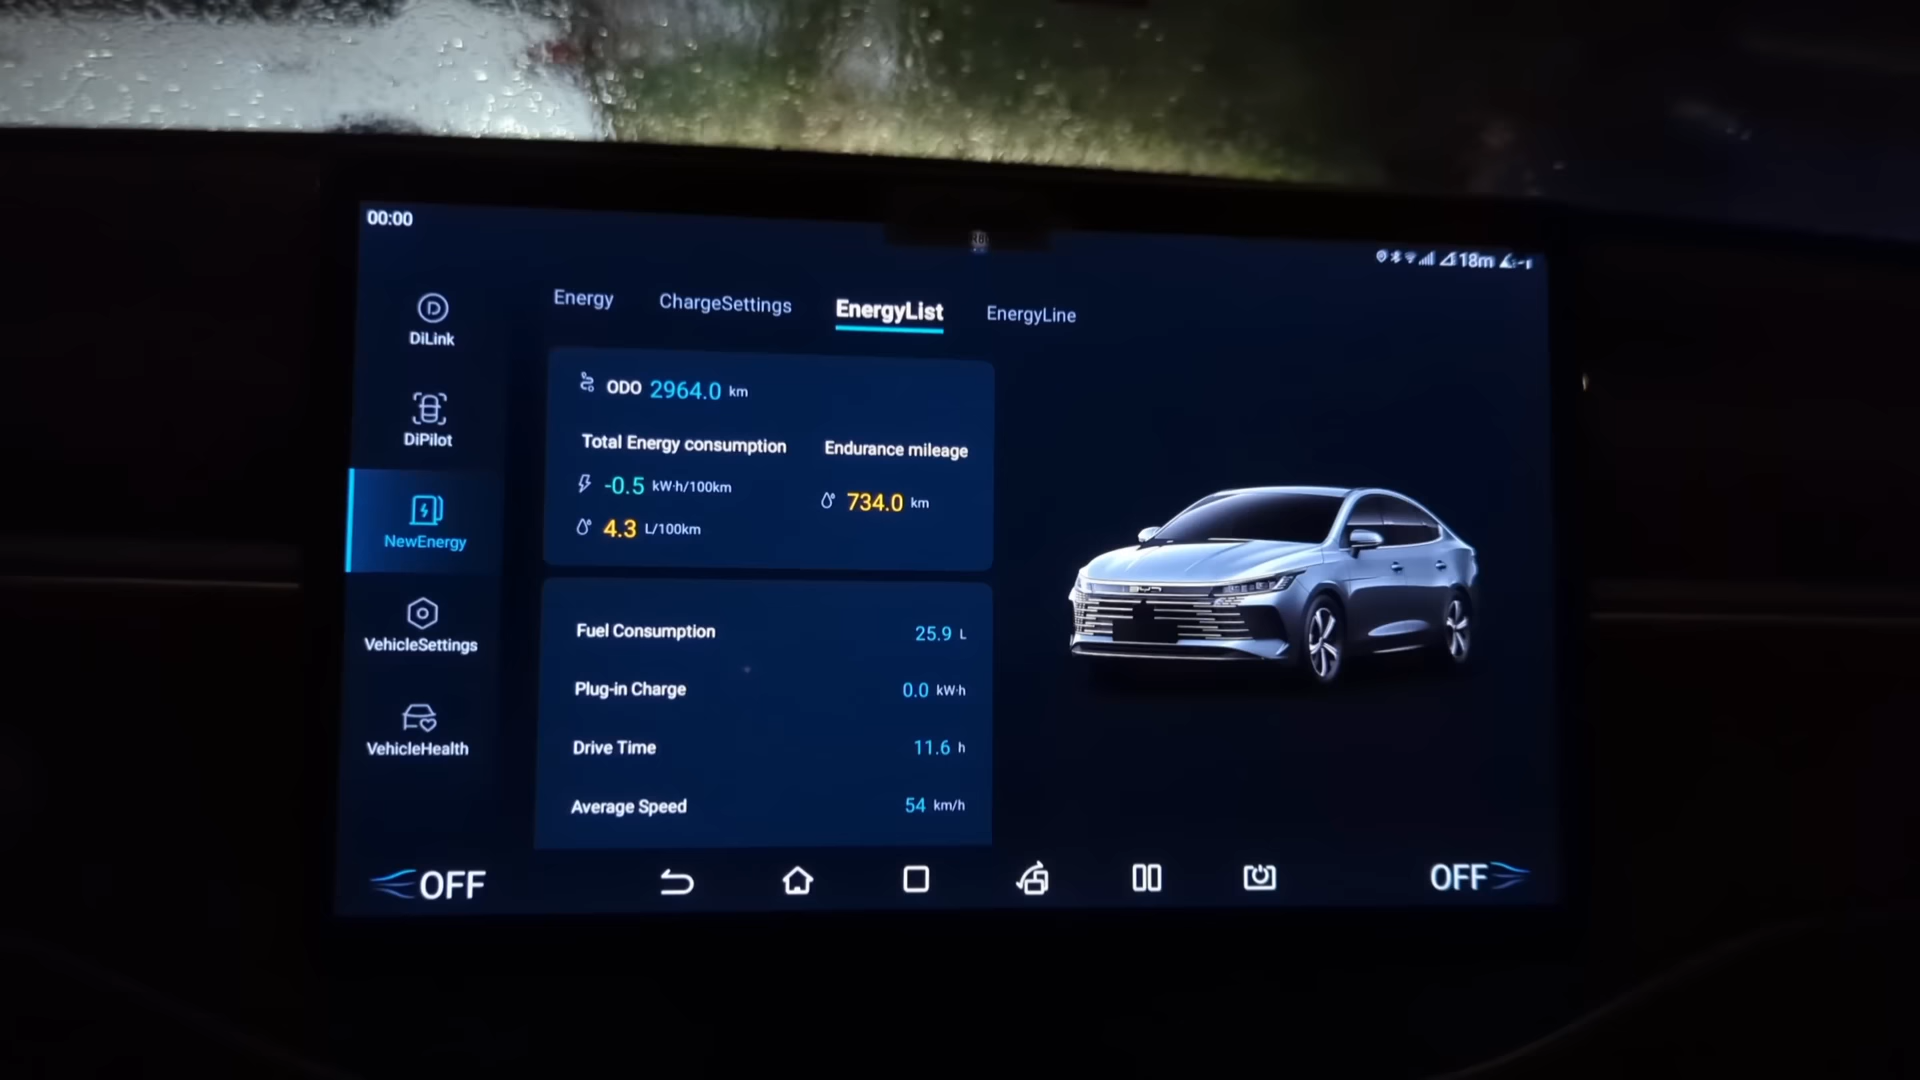 00:00
18m
DiLink
DiPilot
NewEnergy
VehicleSettings
VehicleHealth
Energy ChargeSettings EnergyList EnergyLine
ODO 2964.0 km
Total Energy consumption Endurance mileage
-0.5 kW·h/100km
734.0 km
4.3 L/100km
Fuel Consumption 25.9 L
Plug-in Charge 0.0 kW·h
Drive Time 11.6 h
Average Speed 54 km/h
BYD
OFF OFF